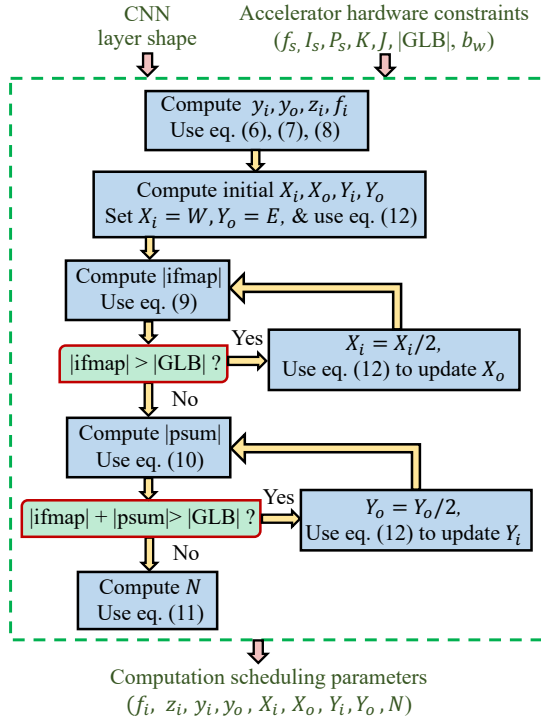 CNN
layer shape
Accelerator hardware constraints
(f_s, I_s, P_s, K, J, |GLB|, b_w)
Compute y_i, y_o, z_i, f_i
Use eq. (6), (7), (8)
Compute initial X_i, X_o, Y_i, Y_o
Set X_i = W, Y_o = E, & use eq. (12)
Compute |ifmap|
Use eq. (9)
|ifmap| > |GLB| ?
Yes
X_i = X_i/2,
Use eq. (12) to update X_o
No
Compute |psum|
Use eq. (10)
|ifmap| + |psum|> |GLB| ?
Yes
Y_o = Y_o/2,
Use eq. (12) to update Y_i
No
Compute N
Use eq. (11)
Computation scheduling parameters
(f_i, z_i, y_i, y_o, X_i, X_o, Y_i, Y_o, N)